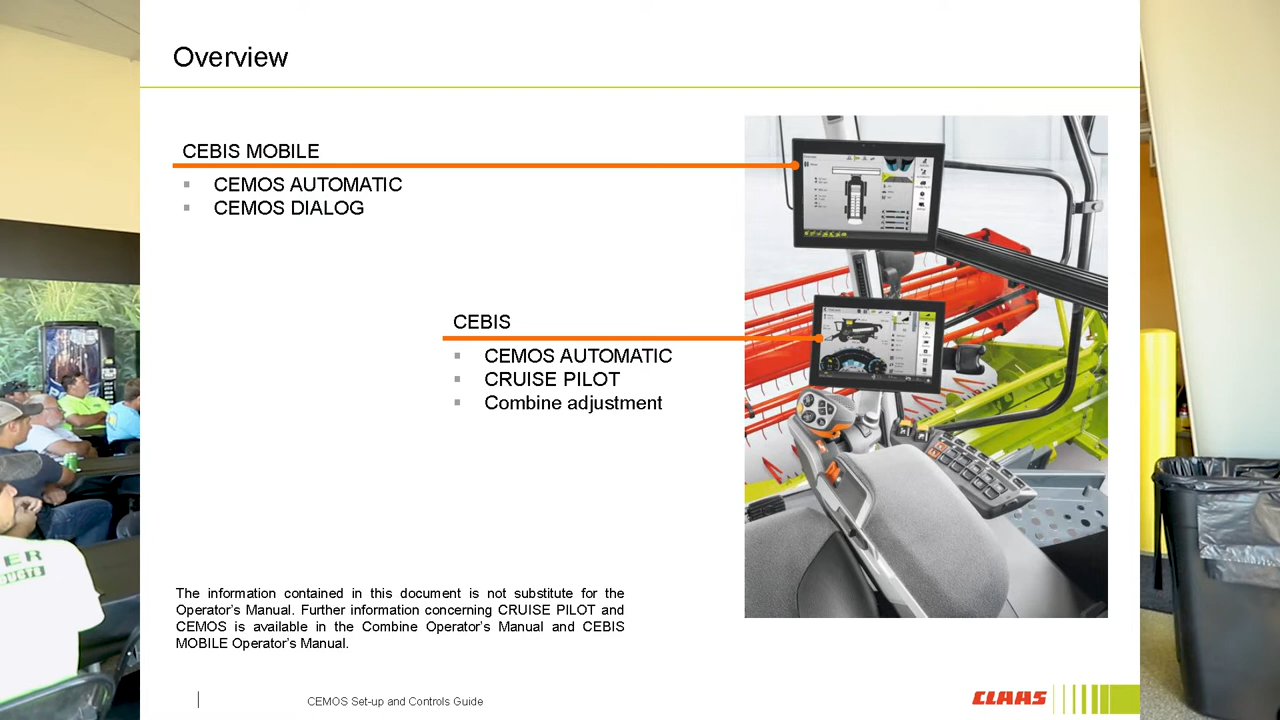 Overview
CEBIS MOBILE
CEMOS AUTOMATIC
CEMOS DIALOG
CEBIS
CEMOS AUTOMATIC
CRUISE PILOT
Combine adjustment
The information contained in this document is not substitute for the
Operator's Manual. Further information concerning CRUISE PILOT and
CEMOS is available in the Combine Operator's Manual and CEBIS
MOBILE Operator's Manual.
CEMOS Set-up and Controls Guide
CLAAS